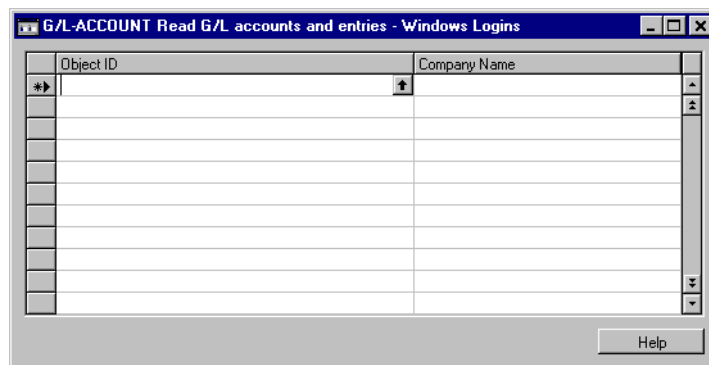 G/L-ACCOUNT Read G/L accounts and entries - Windows Logins
Object ID Company Name
Help